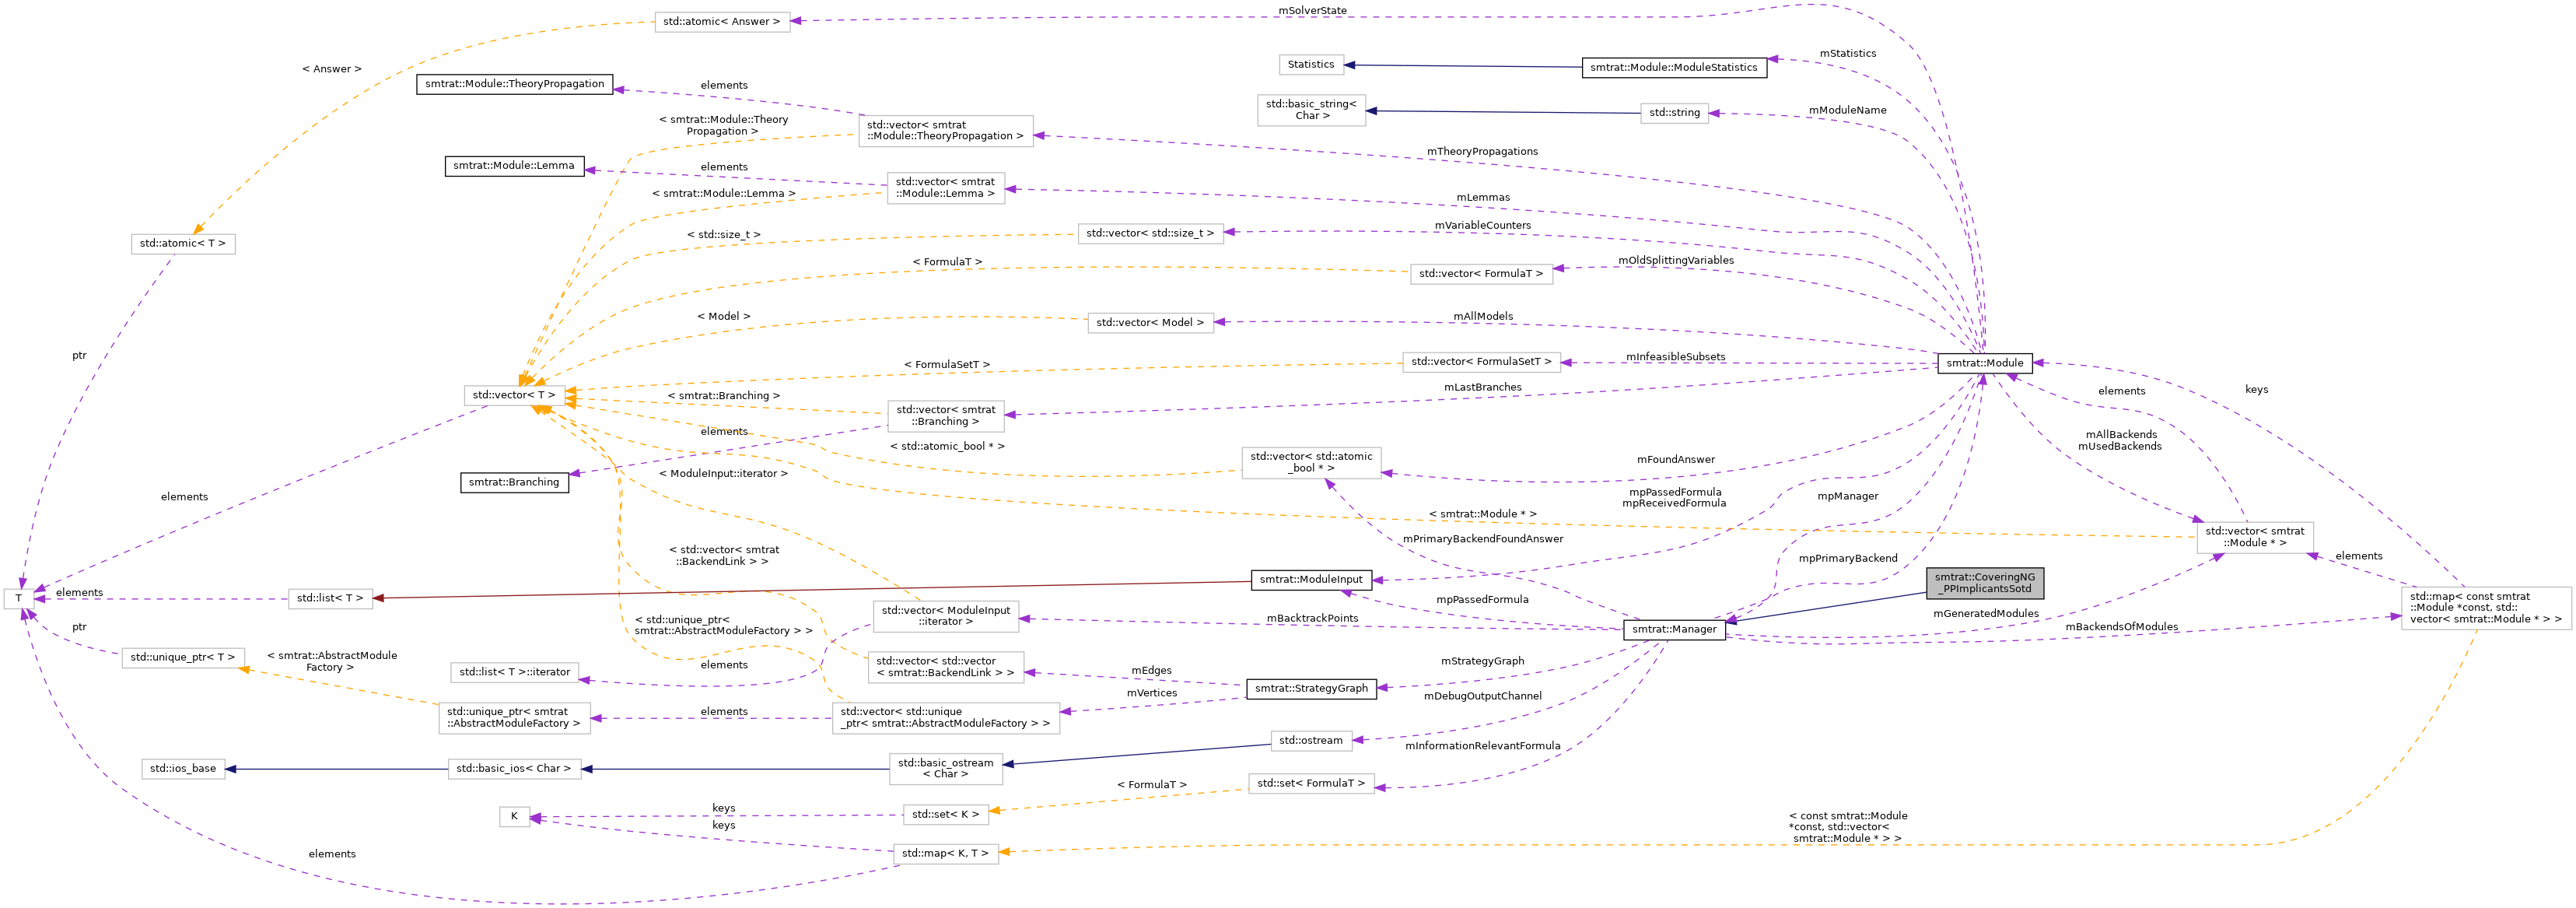 mSolverState
std::atomic< Answer >
mStatistics
Statistics
smtrat::Module::ModuleStatistics
< Answer >
smtrat::Module::TheoryPropagation
elements
std::basic_string<
Char >
std::string
mModuleName
< smtrat::Module::Theory
Propagation >
std::vector< smtrat
::Module::TheoryPropagation >
mTheoryPropagations
smtrat::Module::Lemma
elements
std::vector< smtrat
::Module::Lemma >
< smtrat::Module::Lemma >
mLemmas
< std::size_t >
std::vector< std::size_t >
mVariableCounters
std::atomic< T >
< FormulaT >
std::vector< FormulaT >
mOldSplittingVariables
< Model >
std::vector< Model >
mAllModels
ptr
< FormulaSetT >
std::vector< FormulaSetT >
mInfeasibleSubsets
smtrat::Module
keys
elements
std::vector< T >
< smtrat::Branching >
mLastBranches
std::vector< smtrat
::Branching >
elements
< std::atomic_bool * >
mAllBackends
mUsedBackends
std::vector< std::atomic
_bool * >
mFoundAnswer
smtrat::Branching
< ModuleInput::iterator >
elements
mpPassedFormula
mpReceivedFormula
mpManager
< smtrat::Module * >
mPrimaryBackendFoundAnswer
std::vector< smtrat
::Module * >
< std::vector< smtrat
::BackendLink > >
mpPrimaryBackend
elements
smtrat::ModuleInput
smtrat::CoveringNG
_PPImplicantsSotd
T
elements
std::list< T >
mpPassedFormula
std::map< const smtrat
::Module *const, std::
vector< smtrat::Module * > >
std::vector< ModuleInput
::iterator >
mBacktrackPoints
mGeneratedModules
mBackendsOfModules
smtrat::Manager
ptr
< std::unique_ptr<
smtrat::AbstractModuleFactory > >
std::unique_ptr< T >
< smtrat::AbstractModule
Factory >
std::list< T >::iterator
elements
std::vector< std::vector
< smtrat::BackendLink > >
mEdges
mStrategyGraph
smtrat::StrategyGraph
mVertices
mDebugOutputChannel
std::unique_ptr< smtrat
::AbstractModuleFactory >
elements
std::vector< std::unique
_ptr< smtrat::AbstractModuleFactory > >
std::ostream
mInformationRelevantFormula
std::ios_base
std::basic_ios< Char >
std::basic_ostream
< Char >
< FormulaT >
std::set< FormulaT >
keys
K
std::set< K >
keys
< const smtrat::Module
*const, std::vector<
smtrat::Module * > >
elements
std::map< K, T >